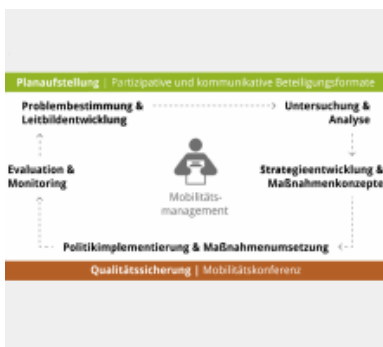 Planaufstellung | Partizipative und kommunikative Beteiligungsformate
Problembestimmung &
Leitbildentwicklung
Untersuchung &
Analyse
Evaluation &
Monitoring
Strategieentwicklung &
Maßnahmenkonzepte
Mobilitäts-
management
Politikimplementierung & Maßnahmenumsetzung
Qualitätssicherung | Mobilitätskonferenz